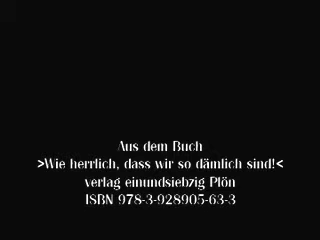 Aus dem Buch
>Wie herrlich, dass wir so dämlich sind!<
verlag einundsiebzig Plön
ISBN 978-3-928905-63-3